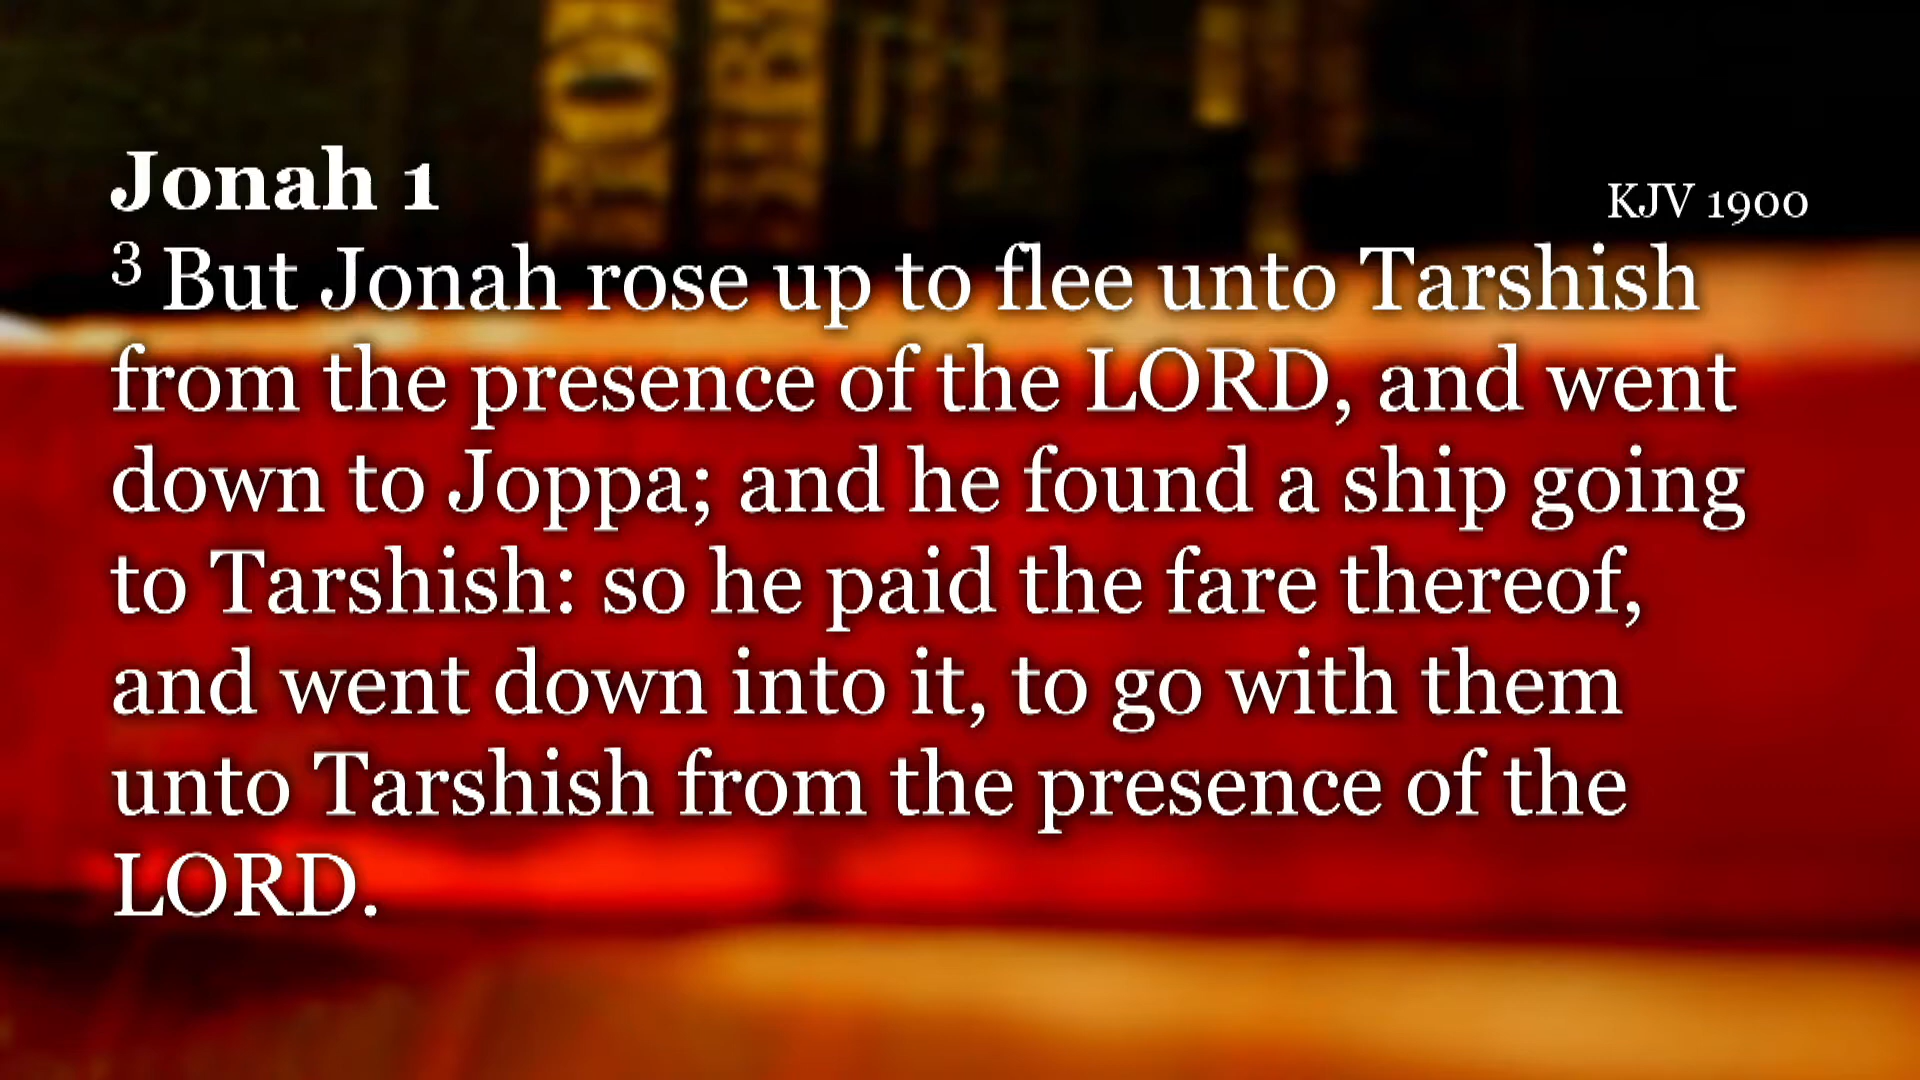 Jonah 1
KJV 1900
3 But Jonah rose up to flee unto Tarshish
from the presence of the LORD, and went
down to Joppa; and he found a ship going
to Tarshish: so he paid the fare thereof,
and went down into it, to go with them
unto Tarshish from the presence of the
LORD.